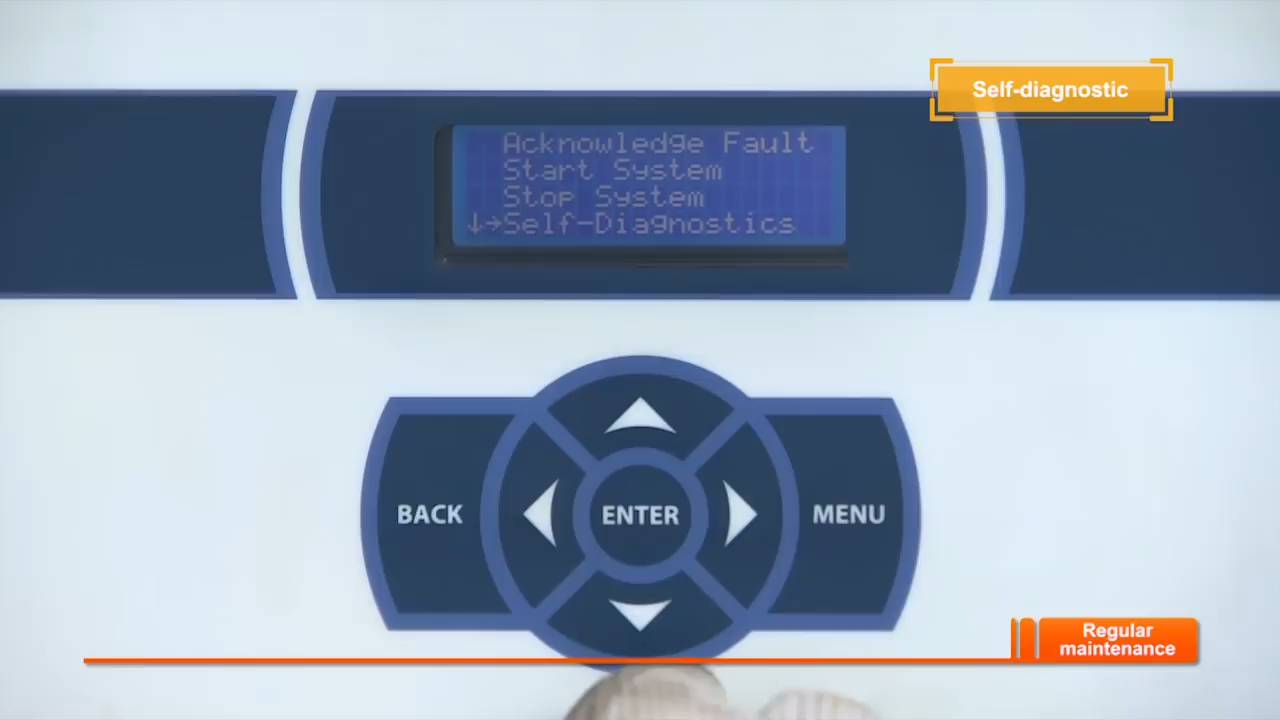 Self-diagnostic
Acknowledge Fault
Start System
Stop System
↓→Self-Diagnostics
BACK
ENTER
MENU
Regular
maintenance